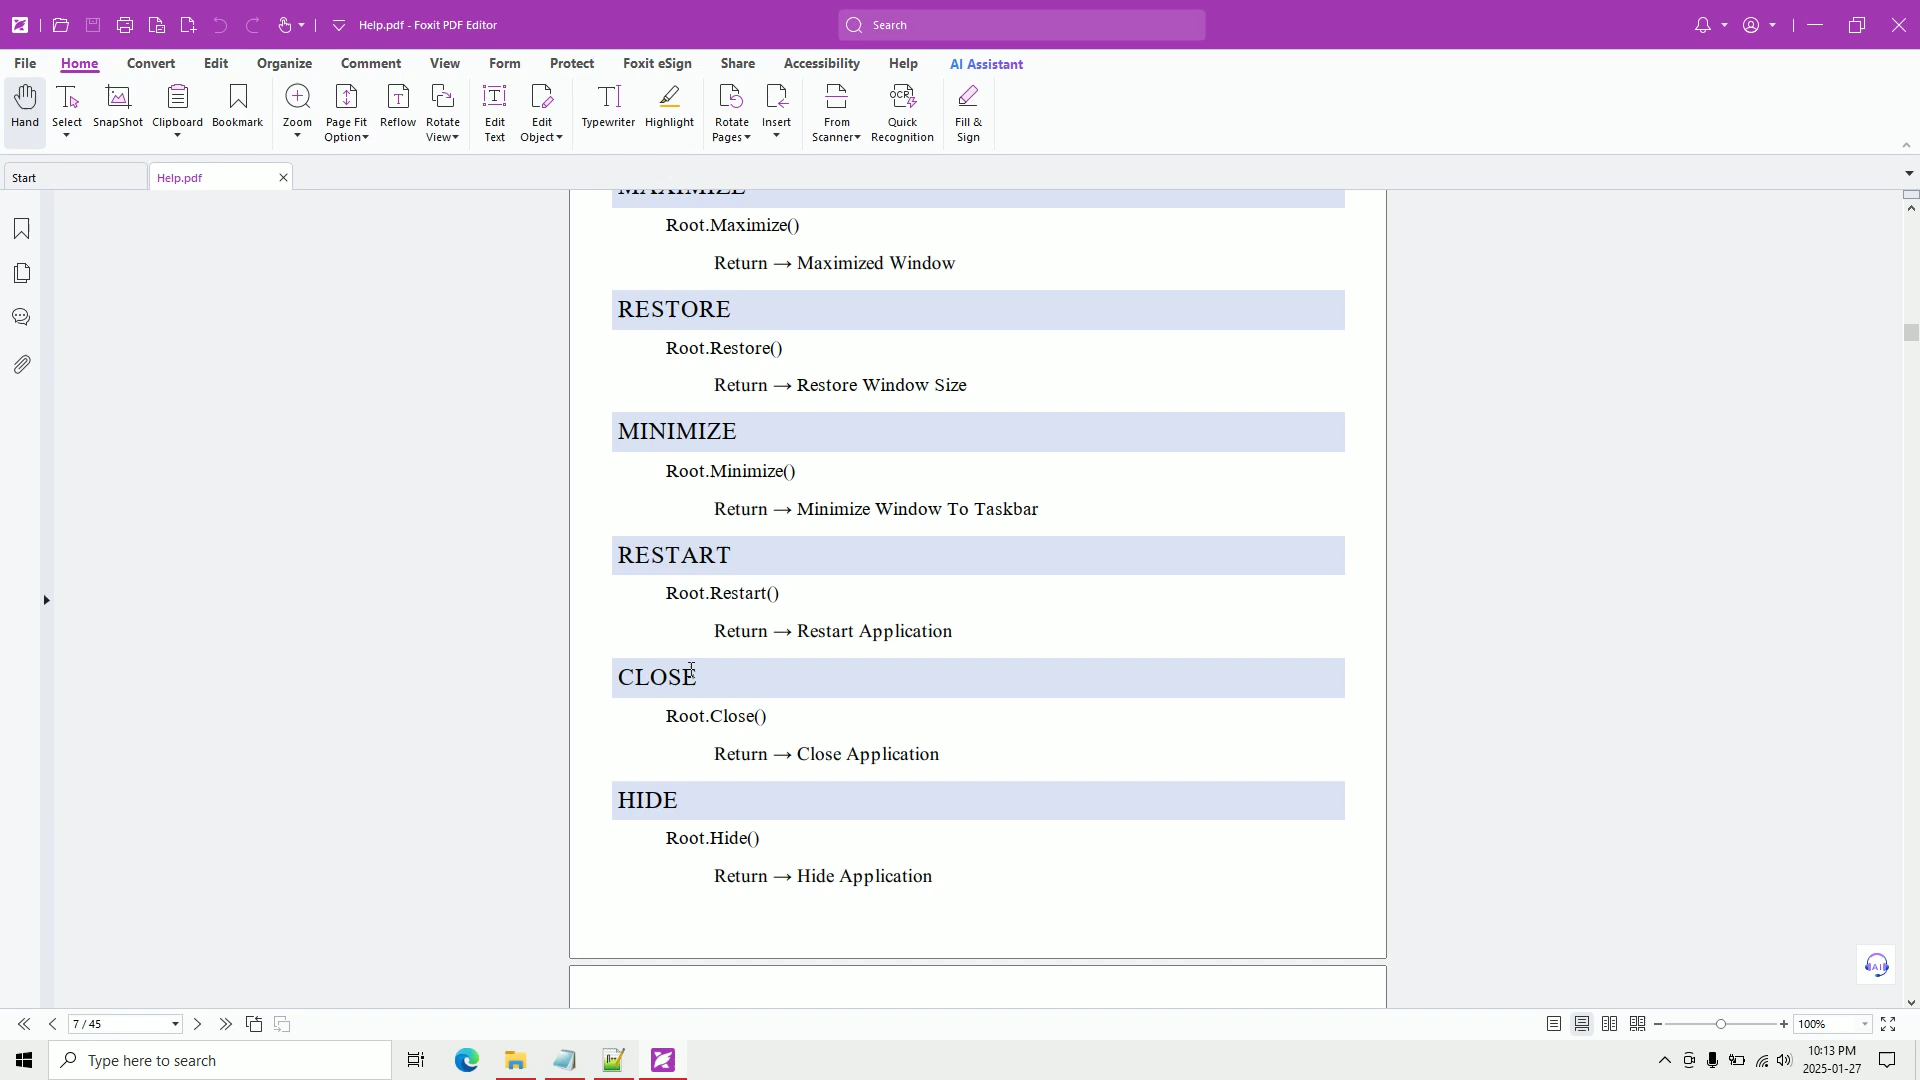 Help.pdf - Foxit PDF Editor
Search
File Home Convert Edit Organize Comment View Form Protect Foxit eSign Share Accessibility Help AI Assistant
Hand Select SnapShot Clipboard Bookmark Zoom Page Fit Option Reflow Rotate View Edit Text Edit Object Typewriter Highlight Rotate Pages Insert From Scanner Quick Recognition Fill & Sign
Start Help.pdf
MAXIMIZE
Root.Maximize()
Return → Maximized Window
RESTORE
Root.Restore()
Return → Restore Window Size
MINIMIZE
Root.Minimize()
Return → Minimize Window To Taskbar
RESTART
Root.Restart()
Return → Restart Application
CLOSE
Root.Close()
Return → Close Application
HIDE
Root.Hide()
Return → Hide Application
AI
7 / 45
100%
Type here to search
10:13 PM
2025-01-27